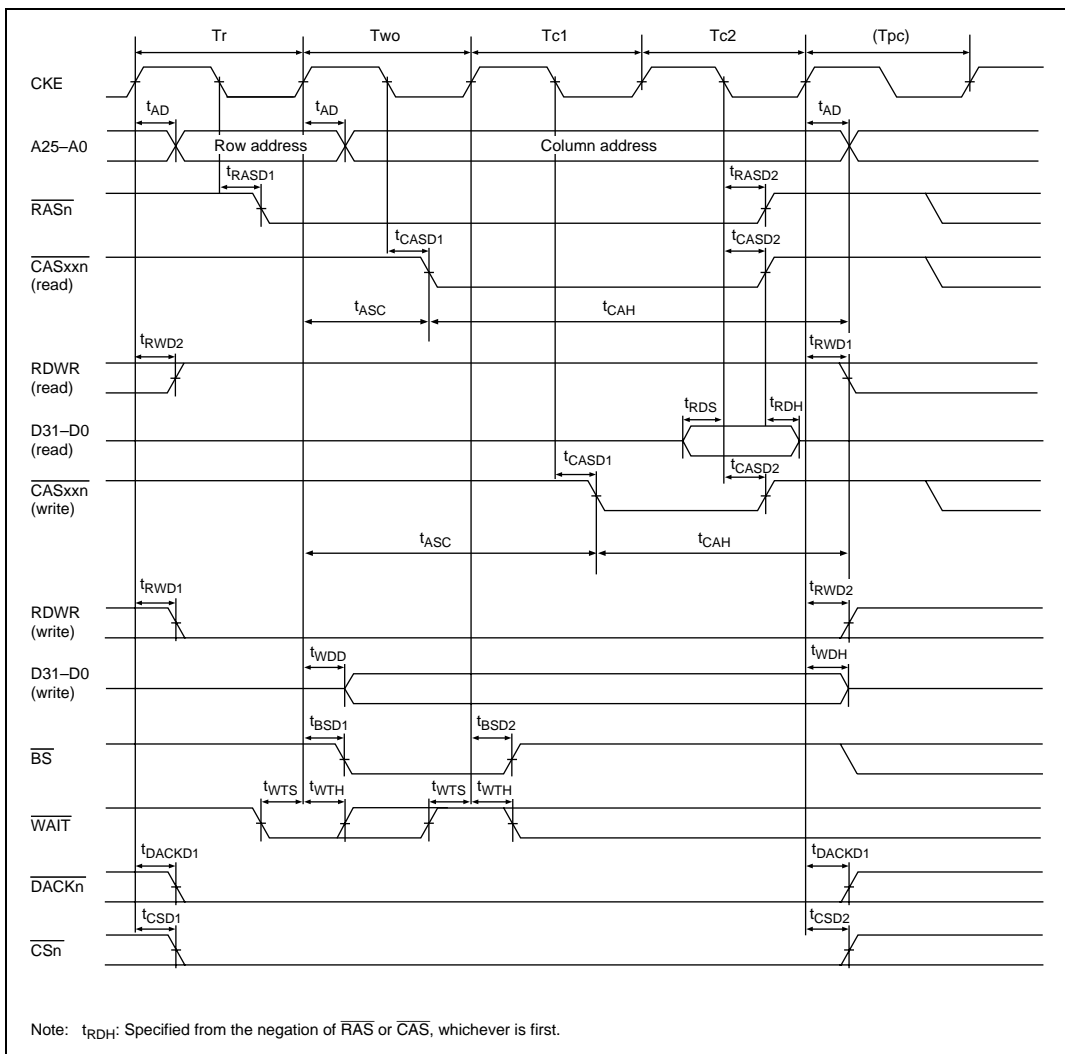 Tr Two Tc1 Tc2 (Tpc)
CKE
tAD tAD tAD
A25–A0 Row address Column address
tRASD1 tRASD2
RASn
tCASD1 tCASD2
CASxxn
(read)
tASC tCAH
tRWD2 tRWD1
RDWR
(read)
tRDS tRDH
D31–D0
(read)
tCASD1 tCASD2
CASxxn
(write)
tASC tCAH
tRWD1 tRWD2
RDWR
(write)
tWDD tWDH
D31–D0
(write)
tBSD1 tBSD2
BS
tWTS tWTH tWTS tWTH
WAIT
tDACKD1 tDACKD1
DACKn
tCSD1 tCSD2
CSn
Note: tRDH: Specified from the negation of RAS or CAS, whichever is first.